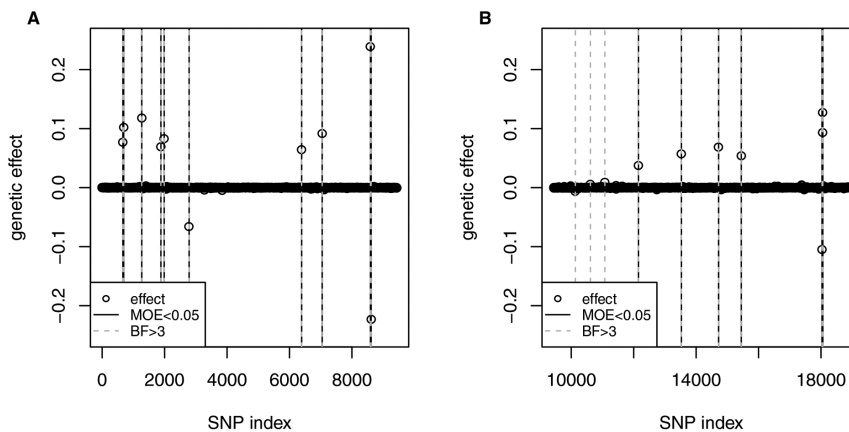 A
genetic effect
0.2
0.1
0.0
−0.1
−0.2
effect
MOE<0.05
BF>3
0
2000
4000
6000
8000
SNP index
B
genetic effect
0.2
0.1
0.0
−0.1
−0.2
effect
MOE<0.05
BF>3
10000
14000
18000
SNP index